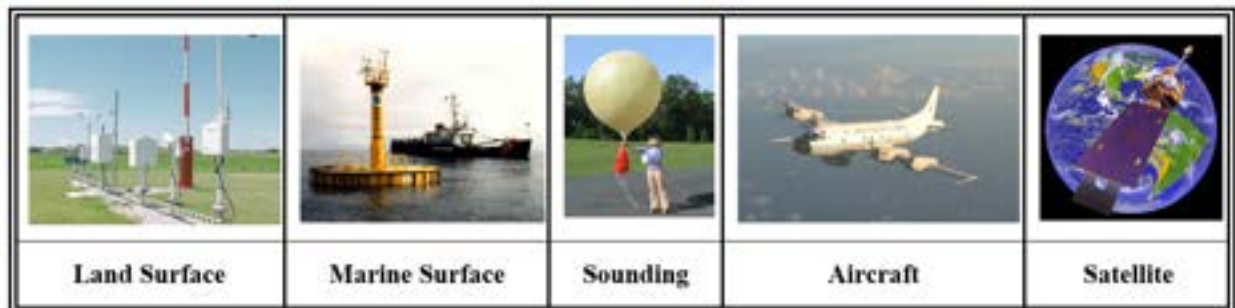 Land Surface
Marine Surface
Sounding
Aircraft
Satellite